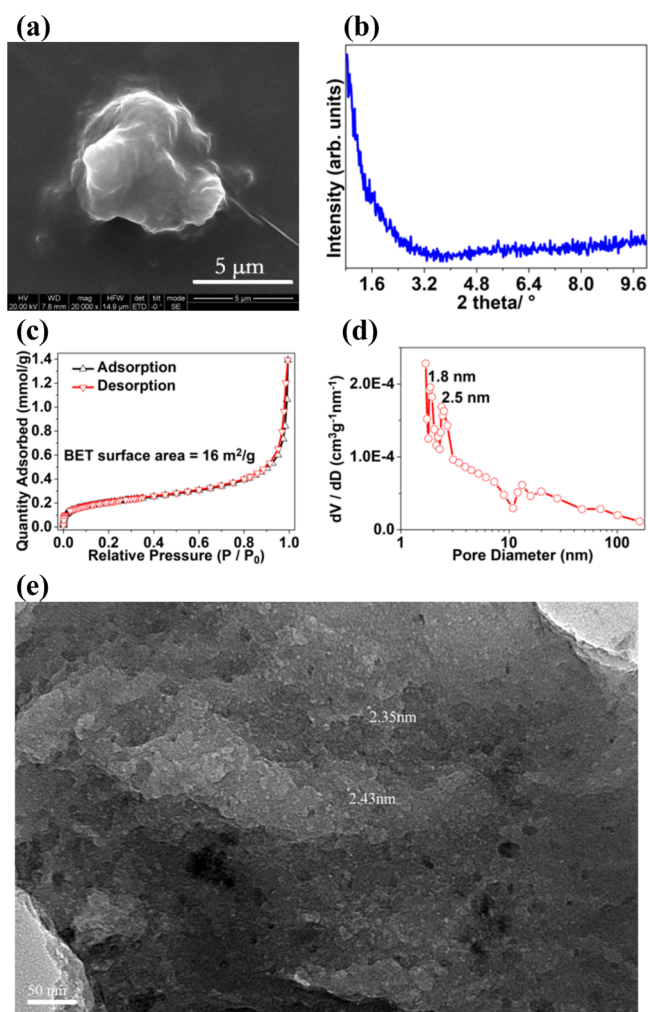 (a)
5 µm
HV WD mag HFW det tilt mode
20.00 kV 7.8 mm 20 000 x 14.9 µm ETD -0 ° SE
5 µm
(b)
Intensity (arb. units)
1.6 3.2 4.8 6.4 8.0 9.6
2 theta/ °
(c)
Quantity Adsorbed (mmol/g)
1.4
1.2
1.0
0.8
0.6
0.4
0.2
0.0
Adsorption
Desorption
BET surface area = 16 m²/g
0.0 0.2 0.4 0.6 0.8 1.0
Relative Pressure (P / P₀)
(d)
dV / dD (cm³g⁻¹nm⁻¹)
2.0E-4
1.0E-4
0.0
1.8 nm
2.5 nm
1 10 100
Pore Diameter (nm)
(e)
2.35nm
2.43nm
50 nm